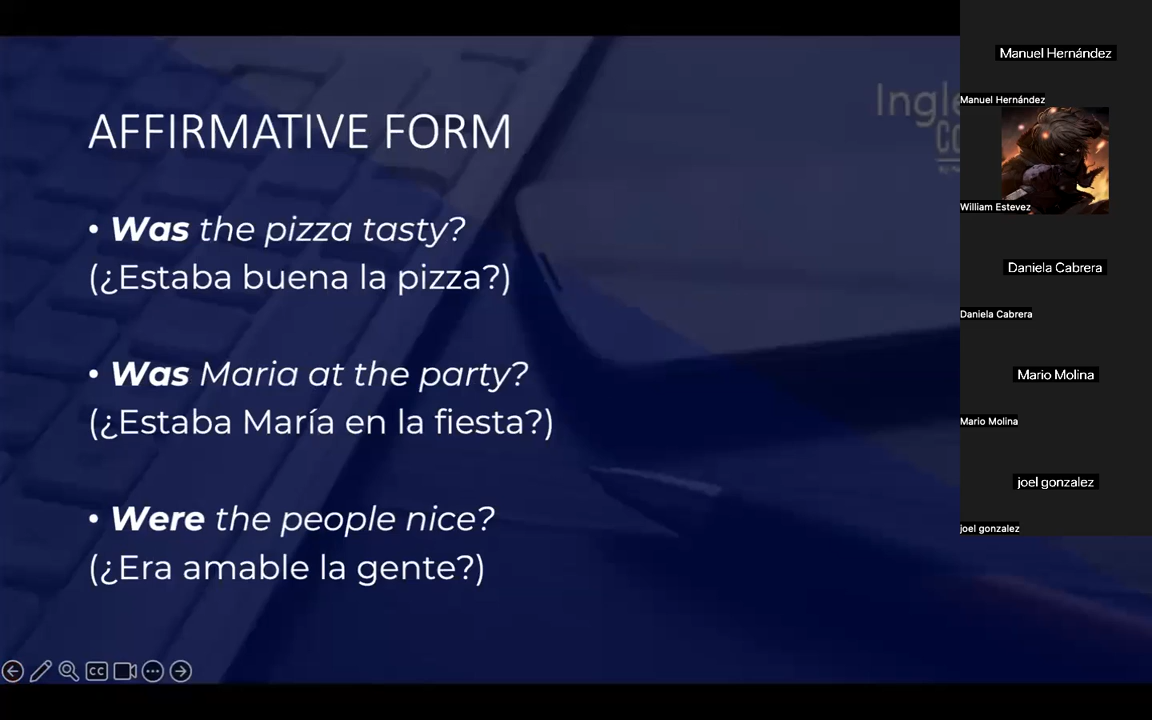 AFFIRMATIVE FORM
• Was the pizza tasty?
(¿Estaba buena la pizza?)
• Was Maria at the party?
(¿Estaba María en la fiesta?)
• Were the people nice?
(¿Era amable la gente?)
CC
Manuel Hernández
Manuel Hernández
William Estevez
Daniela Cabrera
Daniela Cabrera
Mario Molina
Mario Molina
joel gonzalez
joel gonzalez